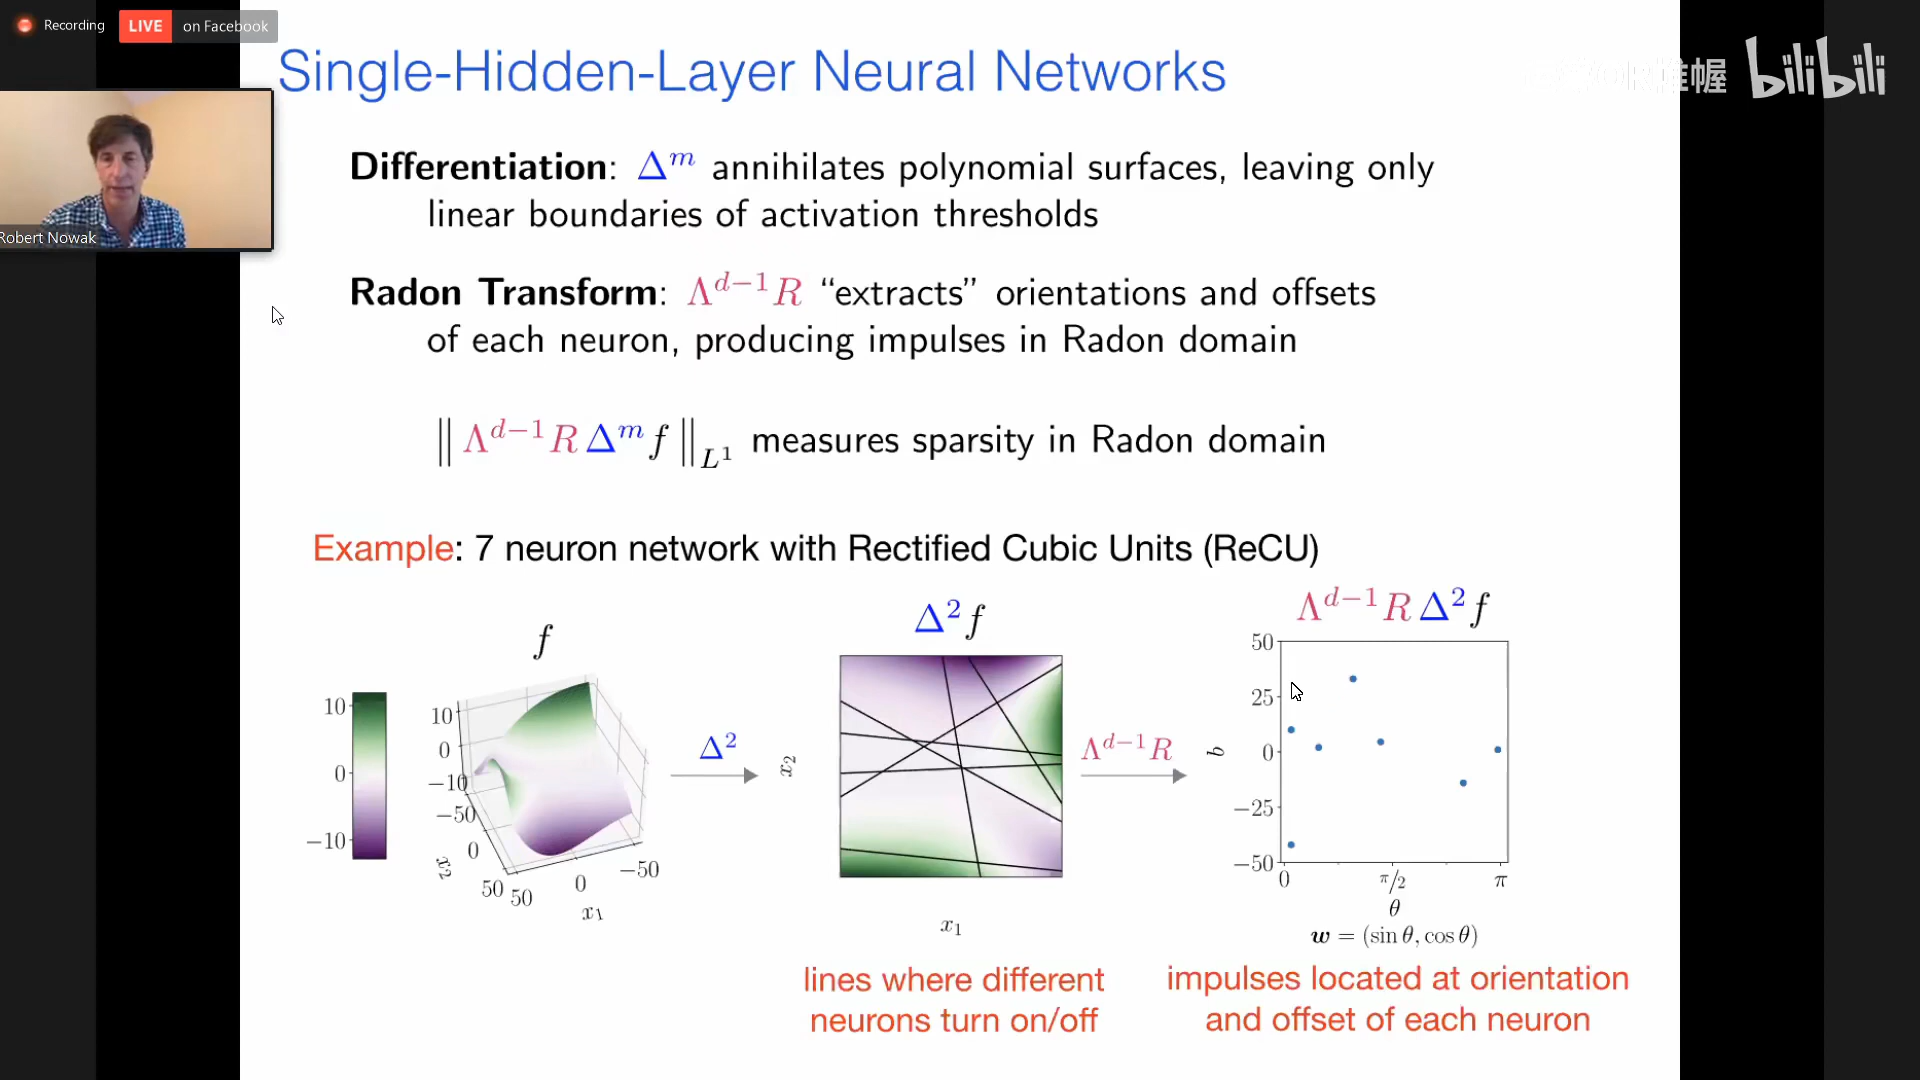 Recording
LIVE on Facebook
bilibili
Single-Hidden-Layer Neural Networks
Robert Nowak
Differentiation: Δ^m annihilates polynomial surfaces, leaving only
linear boundaries of activation thresholds
Radon Transform: Λ^{d−1}R “extracts” orientations and offsets
of each neuron, producing impulses in Radon domain
‖Λ^{d−1}R Δ^m f‖_{L^1} measures sparsity in Radon domain
Example: 7 neuron network with Rectified Cubic Units (ReCU)
f
10
0
−10
10
0
−10
−50
0
50
x2
50
0
−50
x1
Δ^2
Δ^2 f
x2
x1
Λ^{d−1}R
Λ^{d−1}R Δ^2 f
50
25
0
−25
−50
b
0
π/2
π
θ
w = (sin θ, cos θ)
lines where different
neurons turn on/off
impulses located at orientation
and offset of each neuron